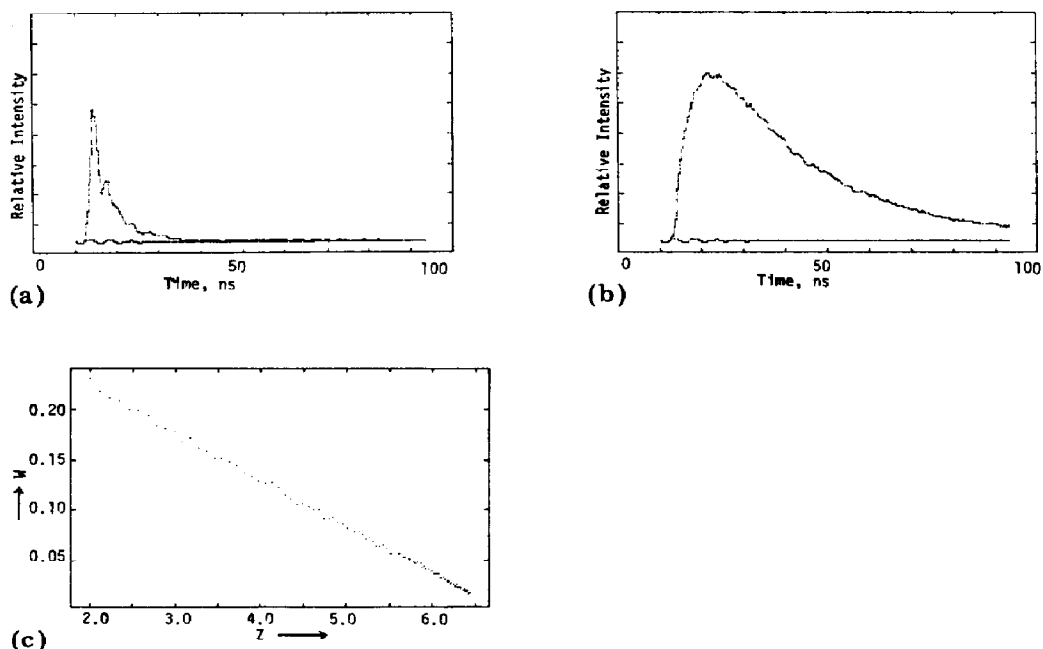 Relative Intensity
0 50 100
Time, ns
(a)
Relative Intensity
0 50 100
Time, ns
(b)
0.20
0.15
0.10
0.05
W
2.0 3.0 4.0 5.0 6.0
Z
(c)